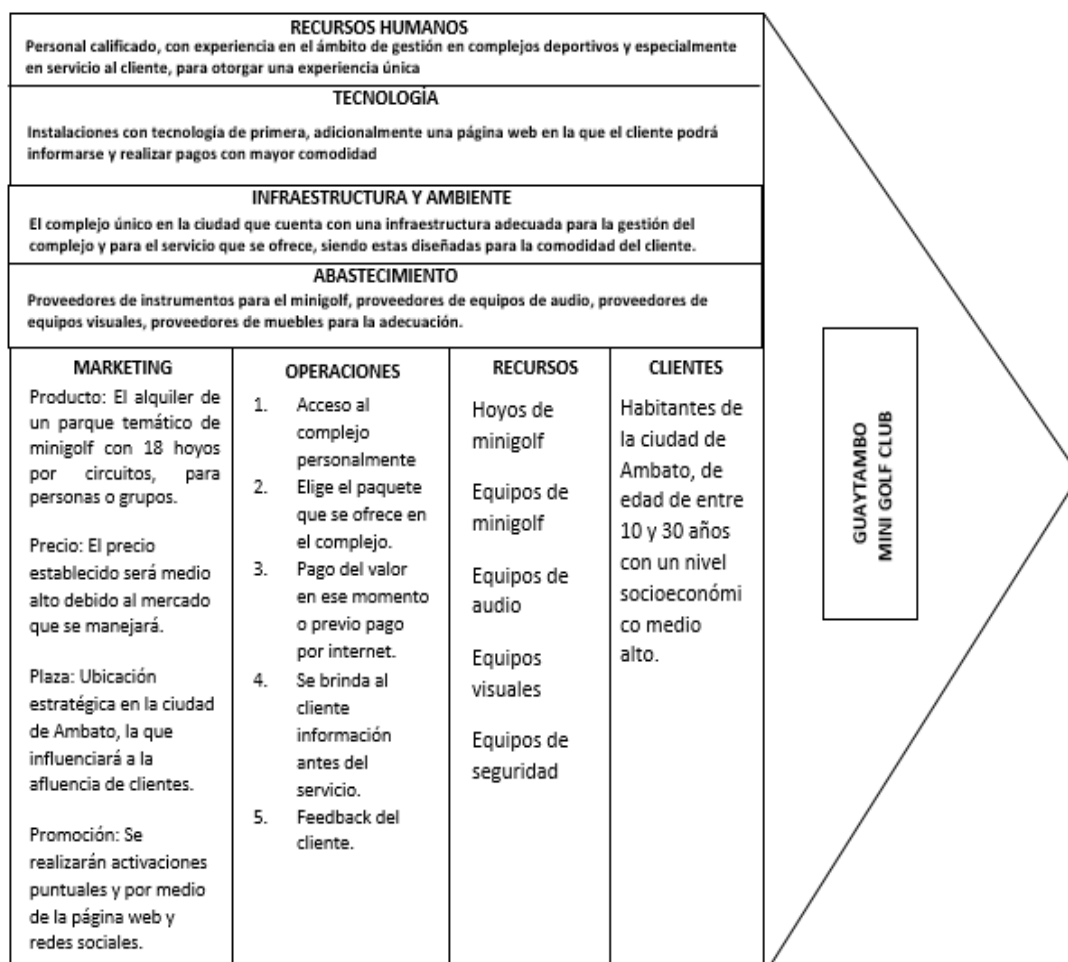 RECURSOS HUMANOS
Personal calificado, con experiencia en el ámbito de gestión en complejos deportivos y especialmente
en servicio al cliente, para otorgar una experiencia única
TECNOLOGÍA
Instalaciones con tecnología de primera, adicionalmente una página web en la que el cliente podrá
informarse y realizar pagos con mayor comodidad
INFRAESTRUCTURA Y AMBIENTE
El complejo único en la ciudad que cuenta con una infraestructura adecuada para la gestión del
complejo y para el servicio que se ofrece, siendo estas diseñadas para la comodidad del cliente.
ABASTECIMIENTO
Proveedores de instrumentos para el minigolf, proveedores de equipos de audio, proveedores de
equipos visuales, proveedores de muebles para la adecuación.
MARKETING
Producto: El alquiler de
un parque temático de
minigolf con 18 hoyos
por circuitos, para
personas o grupos.
Precio: El precio
establecido será medio
alto debido al mercado
que se manejará.
Plaza: Ubicación
estratégica en la ciudad
de Ambato, la que
influenciará a la
afluencia de clientes.
Promoción: Se
realizarán activaciones
puntuales y por medio
de la página web y
redes sociales.
OPERACIONES
1. Acceso al
complejo
personalmente
2. Elige el paquete
que se ofrece en
el complejo.
3. Pago del valor
en ese momento
o previo pago
por internet.
4. Se brinda al
cliente
información
antes del
servicio.
5. Feedback del
cliente.
RECURSOS
Hoyos de
minigolf
Equipos de
minigolf
Equipos de
audio
Equipos
visuales
Equipos de
seguridad
CLIENTES
Habitantes de
la ciudad de
Ambato, de
edad de entre
10 y 30 años
con un nivel
socioeconómi
co medio
alto.
GUAYTAMBO
MINI GOLF CLUB